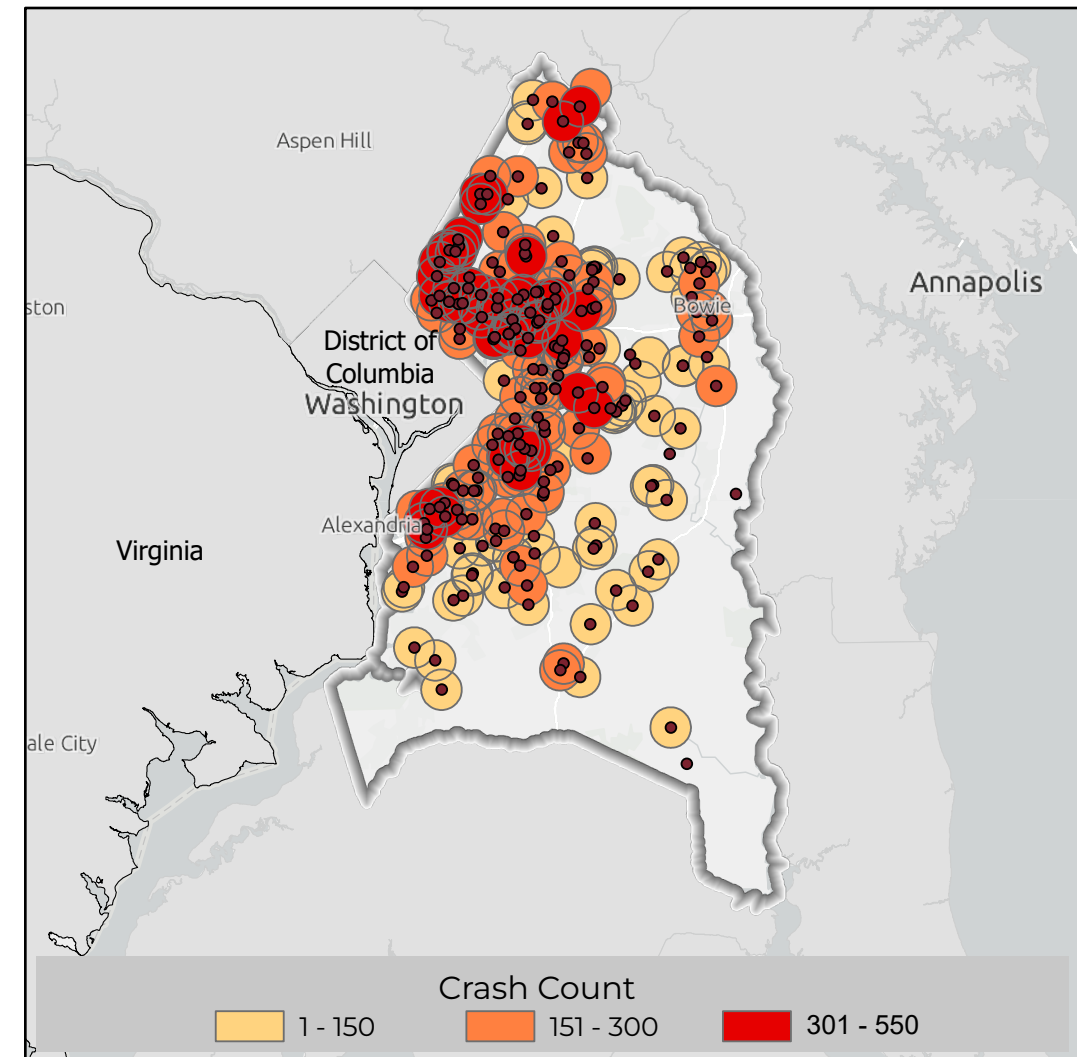 Aspen Hill
Annapolis
ston
Bowie
District of
Columbia
Washington
Alexandria
Virginia
ale City
Crash Count
1 - 150
151 - 300
301 - 550